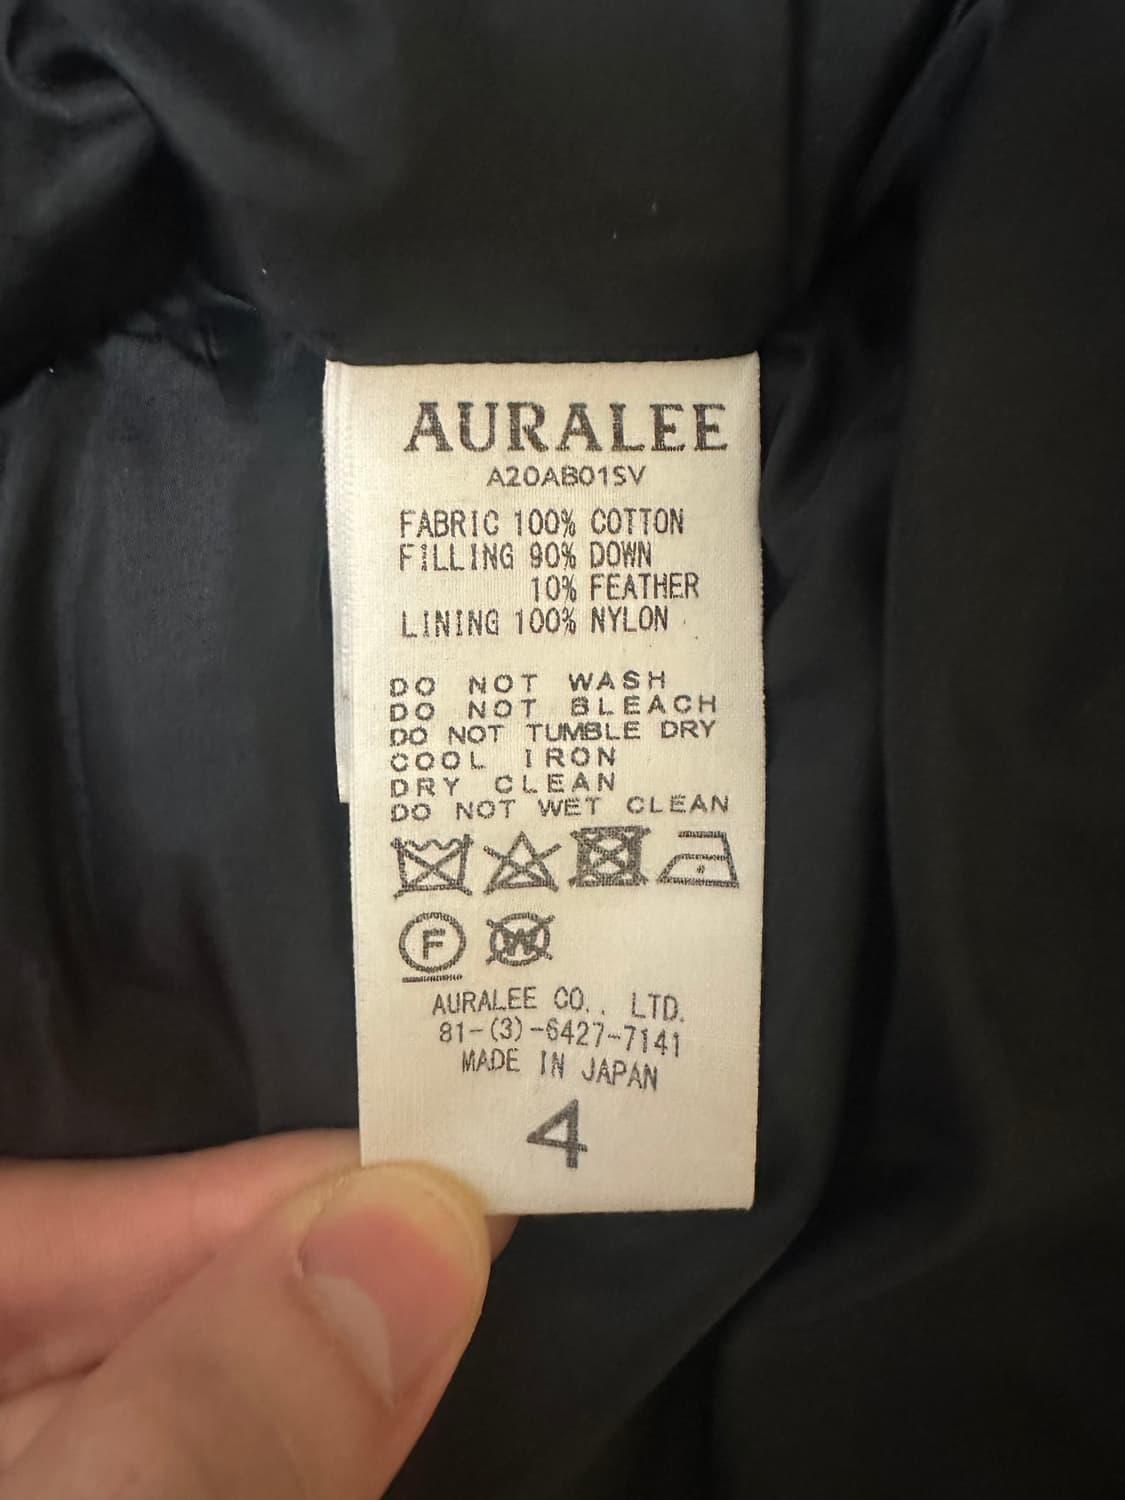 AURALEE
A20AB01SV
FABRIC 100% COTTON
FILLING 90% DOWN
10% FEATHER
LINING 100% NYLON
DO NOT WASH
DO NOT BLEACH
DO NOT TUMBLE DRY
COOL IRON
DRY CLEAN
DO NOT WET CLEAN
F W
AURALEE CO., LTD.
81-(3)-6427-7141
MADE IN JAPAN
4